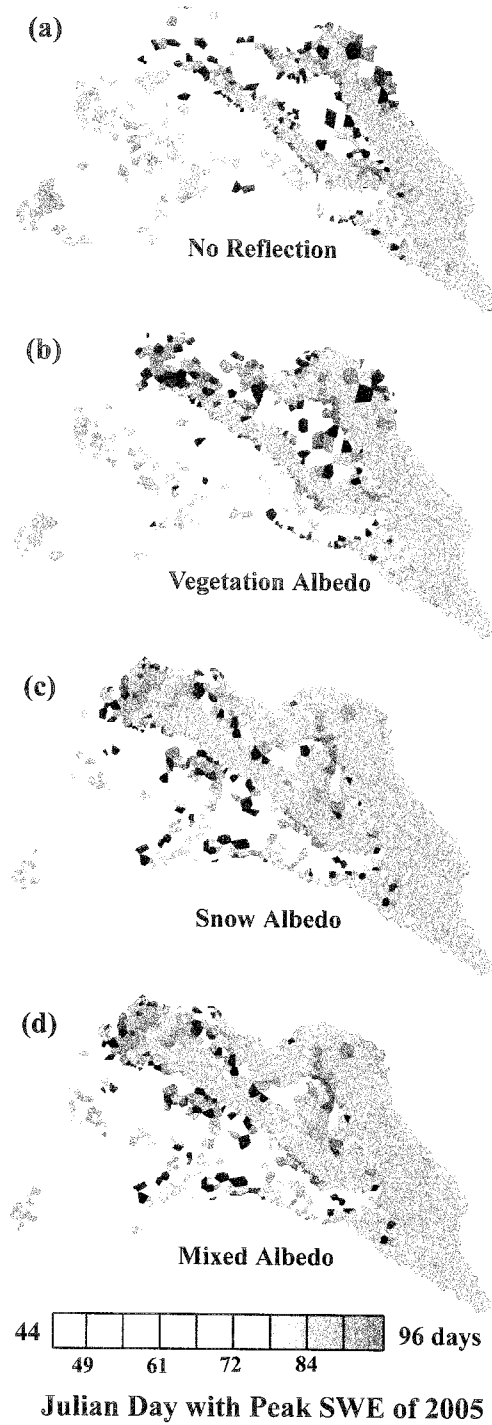 (a)
No Reflection
(b)
Vegetation Albedo
(c)
Snow Albedo
(d)
Mixed Albedo
44 96 days
49 61 72 84
Julian Day with Peak SWE of 2005